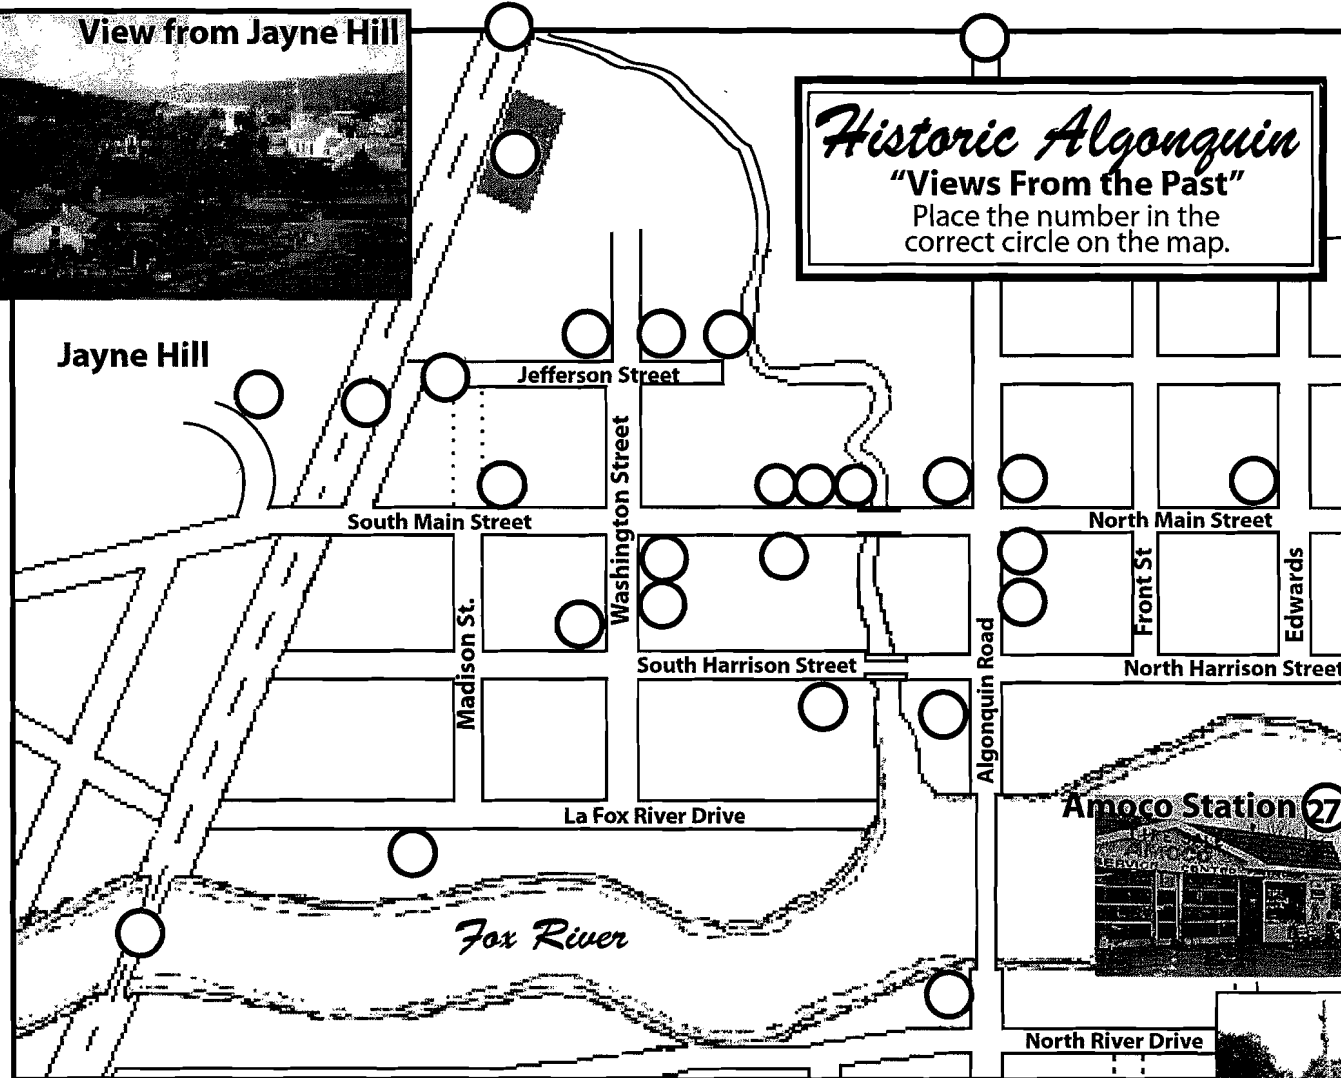 View from Jayne Hill
Historic Algonquin
“Views From the Past”
Place the number in the
correct circle on the map.
Jayne Hill
Jefferson Street
Washington Street
South Main Street
North Main Street
Madison St.
Front St
Edwards
South Harrison Street
North Harrison Street
Algonquin Road
Amoco Station 27
La Fox River Drive
Fox River
North River Drive